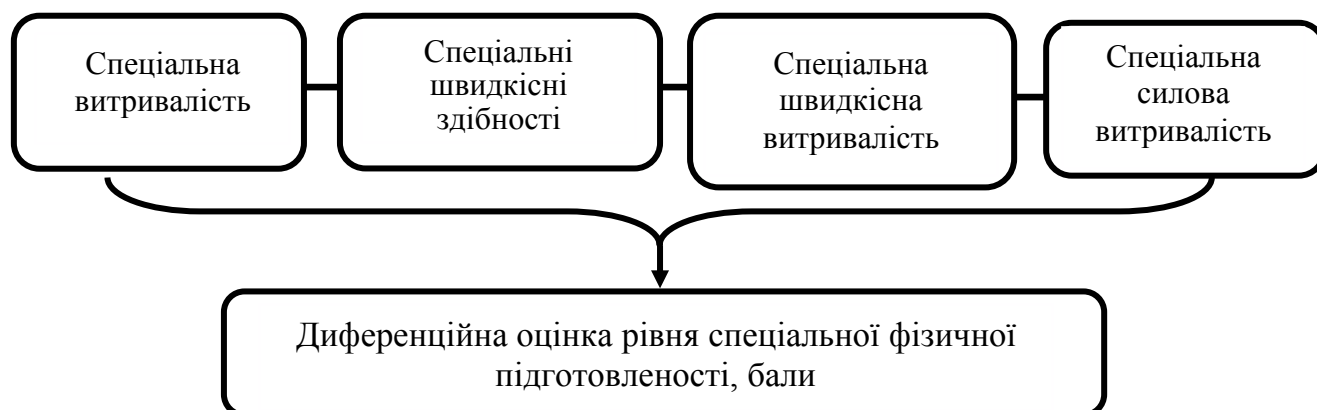 Спеціальна
витривалість
Спеціальні
швидкісні
здібності
Спеціальна
швидкісна
витривалість
Спеціальна
силова
витривалість
Диференційна оцінка рівня спеціальної фізичної
підготовленості, бали